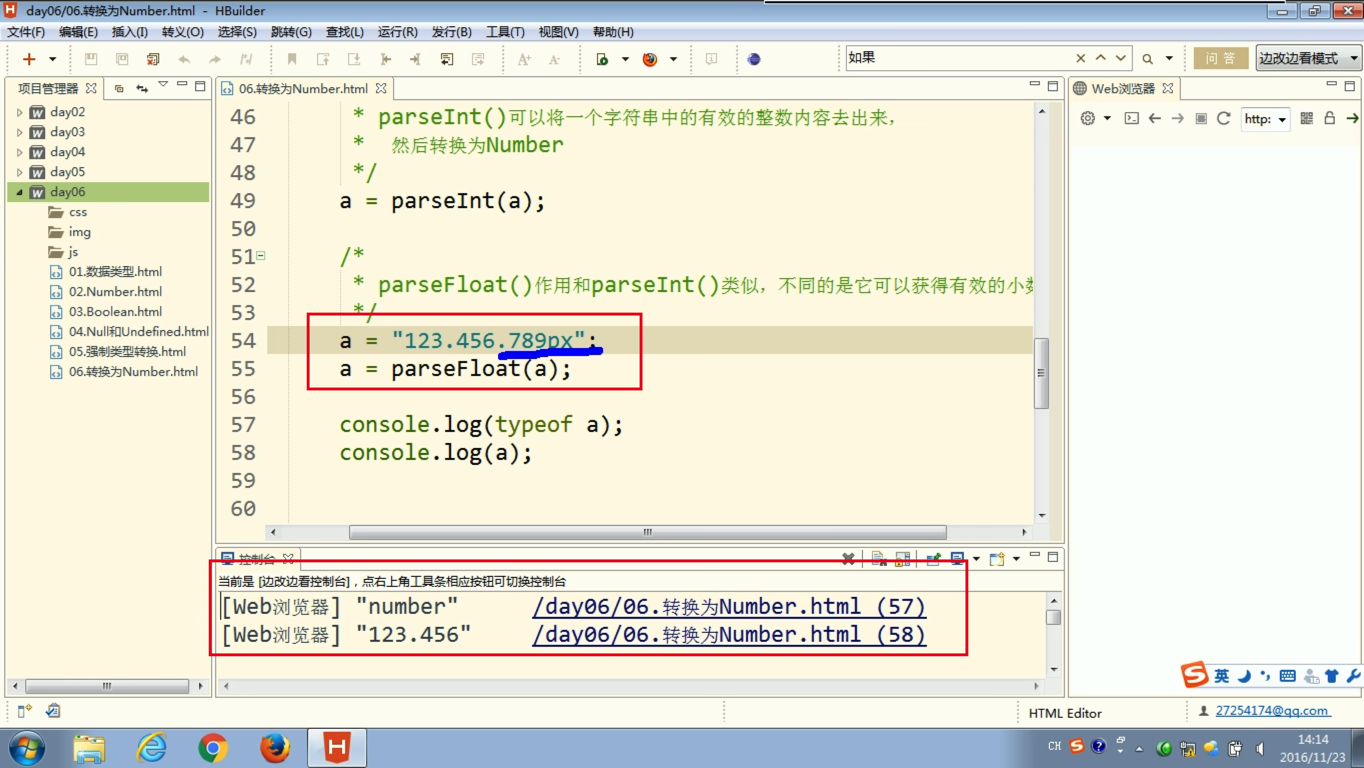 day06/06.转换为Number.html - HBuilder
文件(F) 编辑(E) 插入(I) 转义(O) 选择(S) 跳转(G) 查找(L) 运行(R) 发行(B) 工具(T) 视图(V) 帮助(H)
如果
问 答
边改边看模式
项目管理器
day02
day03
day04
day05
day06
css
img
js
01.数据类型.html
02.Number.html
03.Boolean.html
04.Null和Undefined.html
05.强制类型转换.html
06.转换为Number.html
06.转换为Number.html
46 * parseInt()可以将一个字符串中的有效的整数内容去出来，
47 * 然后转换为Number
48 */
49 a = parseInt(a);
50
51 /*
52 * parseFloat()作用和parseInt()类似，不同的是它可以获得有效的小数
53 */
54 a = "123.456.789px";
55 a = parseFloat(a);
56
57 console.log(typeof a);
58 console.log(a);
59
60
Web浏览器
http:
控制台
当前是 [边改边看控制台]，点右上角工具条相应按钮可切换控制台
[Web浏览器] "number" /day06/06.转换为Number.html (57)
[Web浏览器] "123.456" /day06/06.转换为Number.html (58)
英
HTML Editor
27254174@qq.com
CH
14:14
2016/11/23